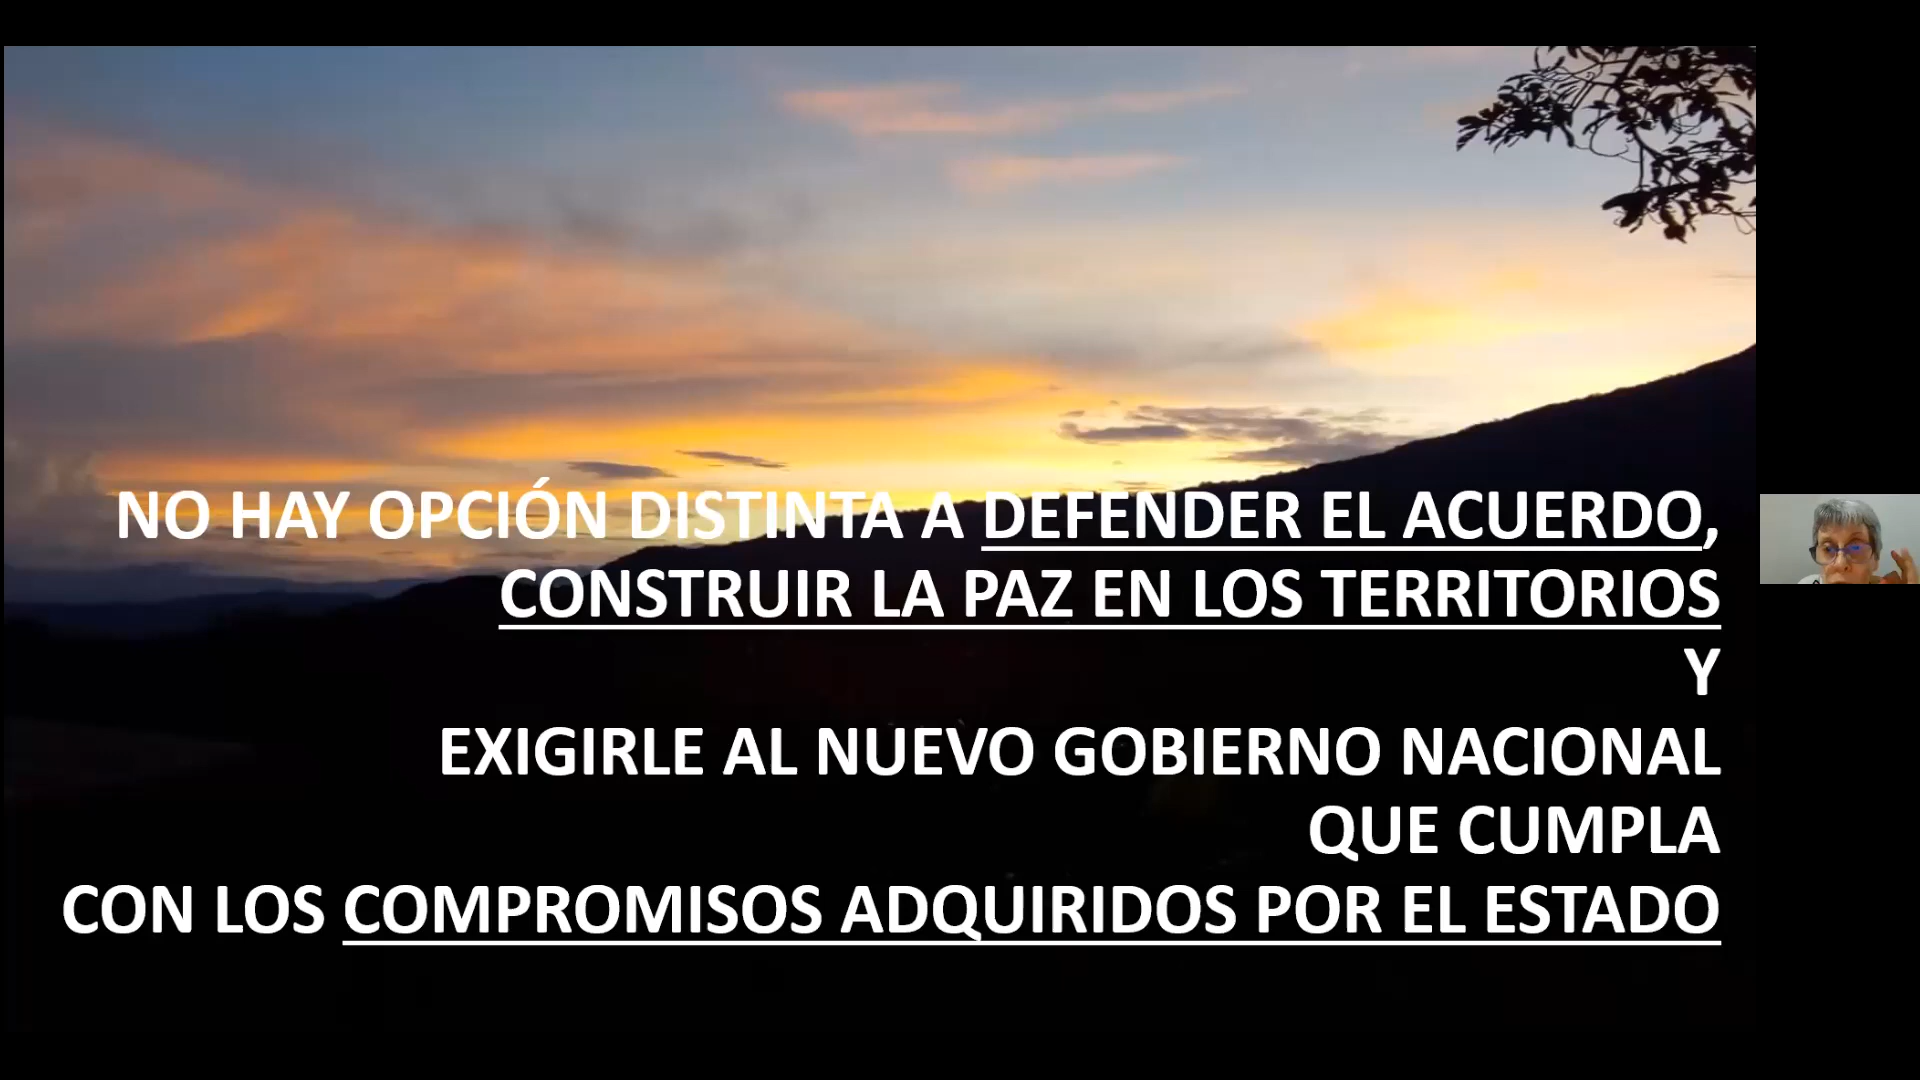 NO HAY OPCIÓN DISTINTA A DEFENDER EL ACUERDO,
CONSTRUIR LA PAZ EN LOS TERRITORIOS
Y
EXIGIRLE AL NUEVO GOBIERNO NACIONAL
QUE CUMPLA
CON LOS COMPROMISOS ADQUIRIDOS POR EL ESTADO